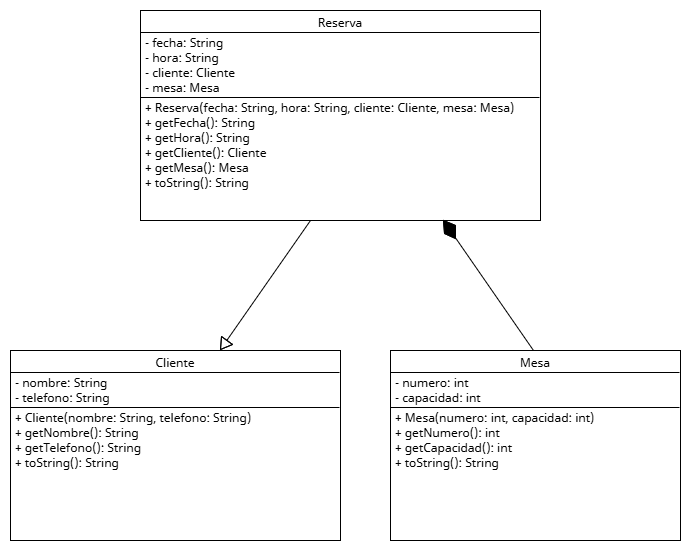 Reserva
- fecha: String
- hora: String
- cliente: Cliente
- mesa: Mesa
+ Reserva(fecha: String, hora: String, cliente: Cliente, mesa: Mesa)
+ getFecha(): String
+ getHora(): String
+ getCliente(): Cliente
+ getMesa(): Mesa
+ toString(): String
Cliente
- nombre: String
- telefono: String
+ Cliente(nombre: String, telefono: String)
+ getNombre(): String
+ getTelefono(): String
+ toString(): String
Mesa
- numero: int
- capacidad: int
+ Mesa(numero: int, capacidad: int)
+ getNumero(): int
+ getCapacidad(): int
+ toString(): String